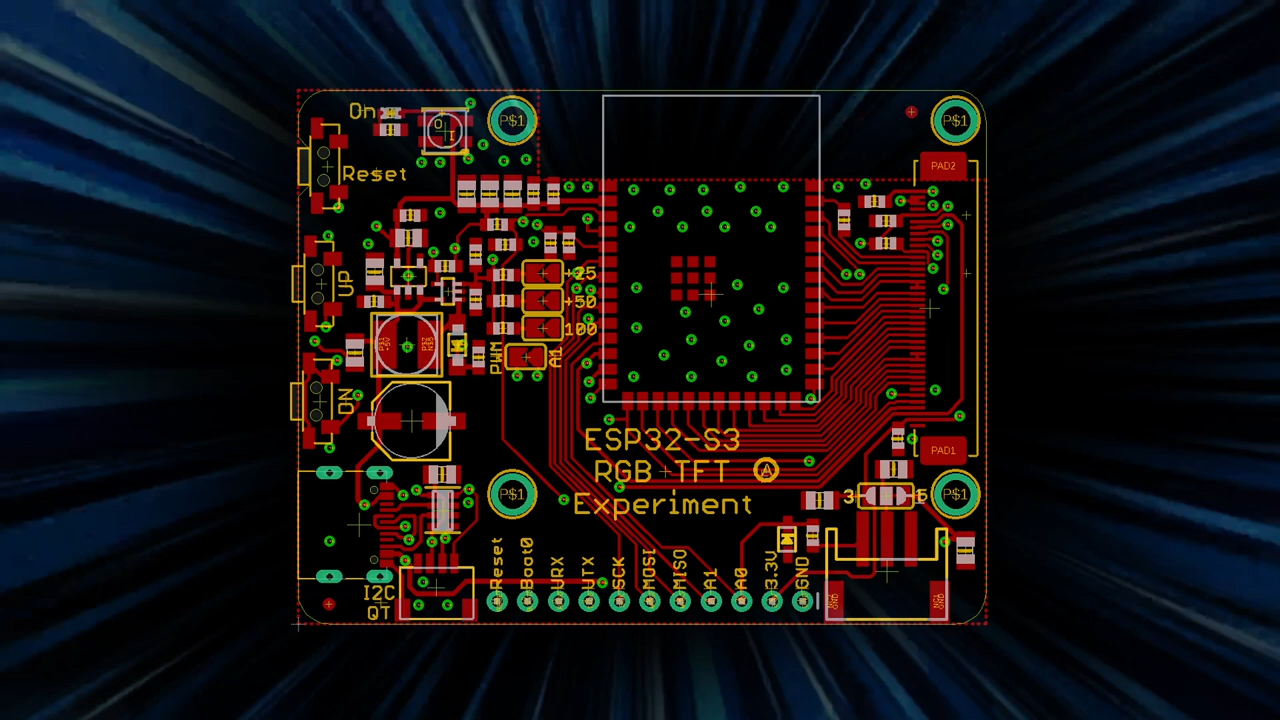 On
O
I
P$1
P$1
Reset
PAD2
UP
+25
+50
100
PWM
A1
DN
ESP32-S3
RGB TFT A
Experiment
PAD1
P$1
3 5
P$1
Reset
Boot0
URX
UTX
SCK
MOSI
MISO
A1
A0
3.3V
GND
I2C
QT